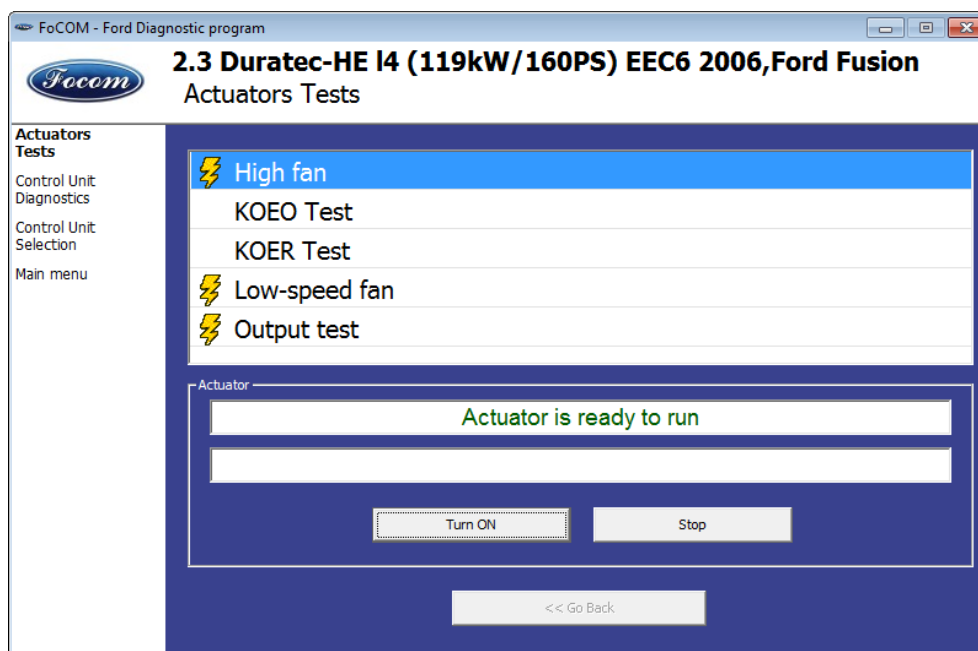 FoCOM - Ford Diagnostic program
Focom
2.3 Duratec-HE I4 (119kW/160PS) EEC6 2006,Ford Fusion
Actuators Tests
Actuators
Tests
Control Unit
Diagnostics
Control Unit
Selection
Main menu
High fan
KOEO Test
KOER Test
Low-speed fan
Output test
Actuator
Actuator is ready to run
Turn ON
Stop
<< Go Back